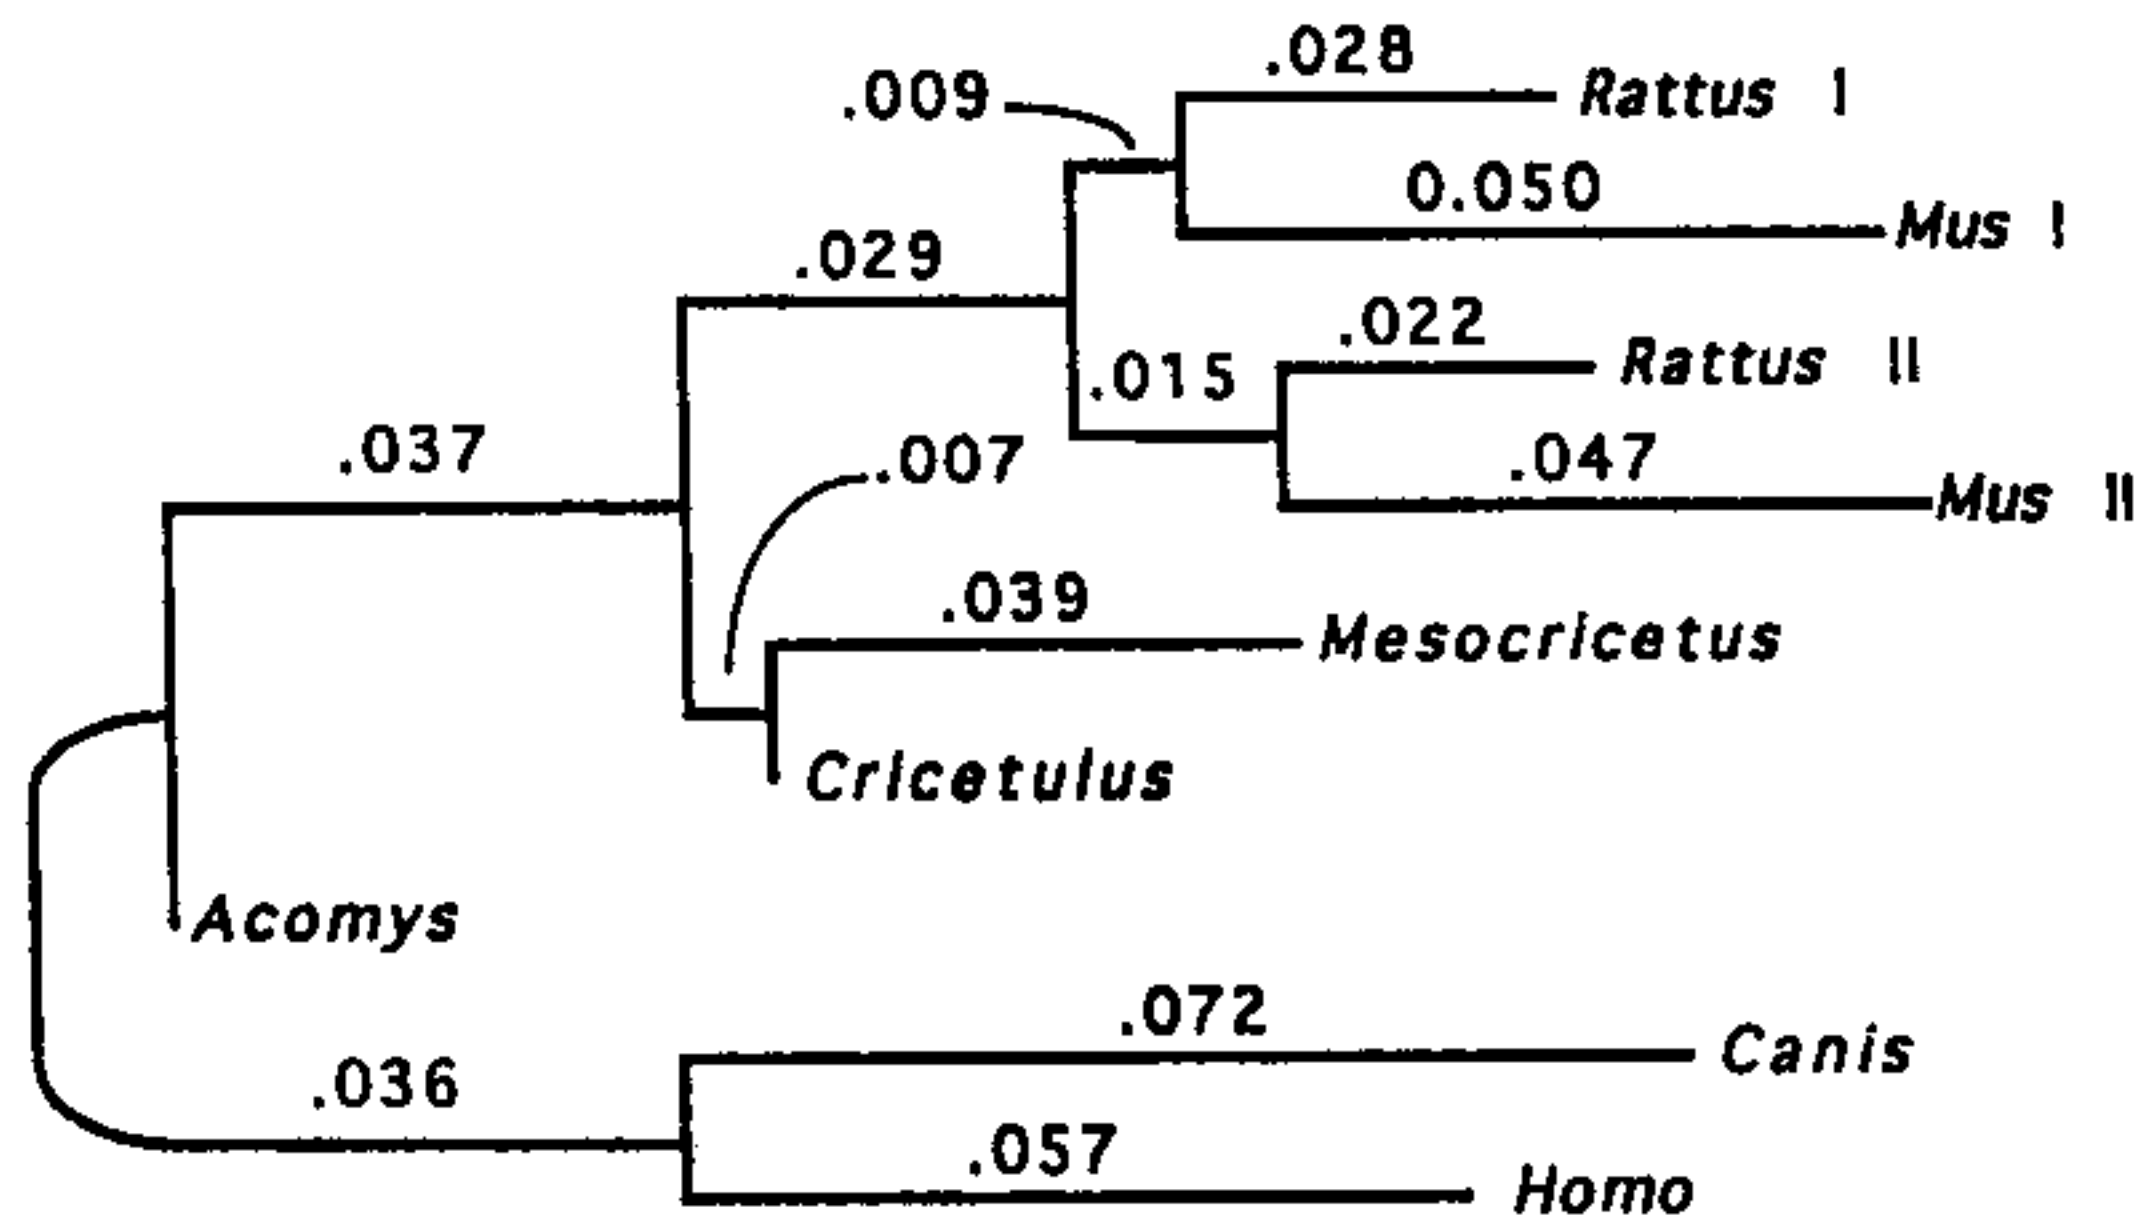 .028
Rattus I
.009
0.050
Mus I
.029
.022
Rattus II
.015
.047
Mus II
.037
.007
.039
Mesocricetus
Cricetulus
Acomys
.072
Canis
.036
.057
Homo